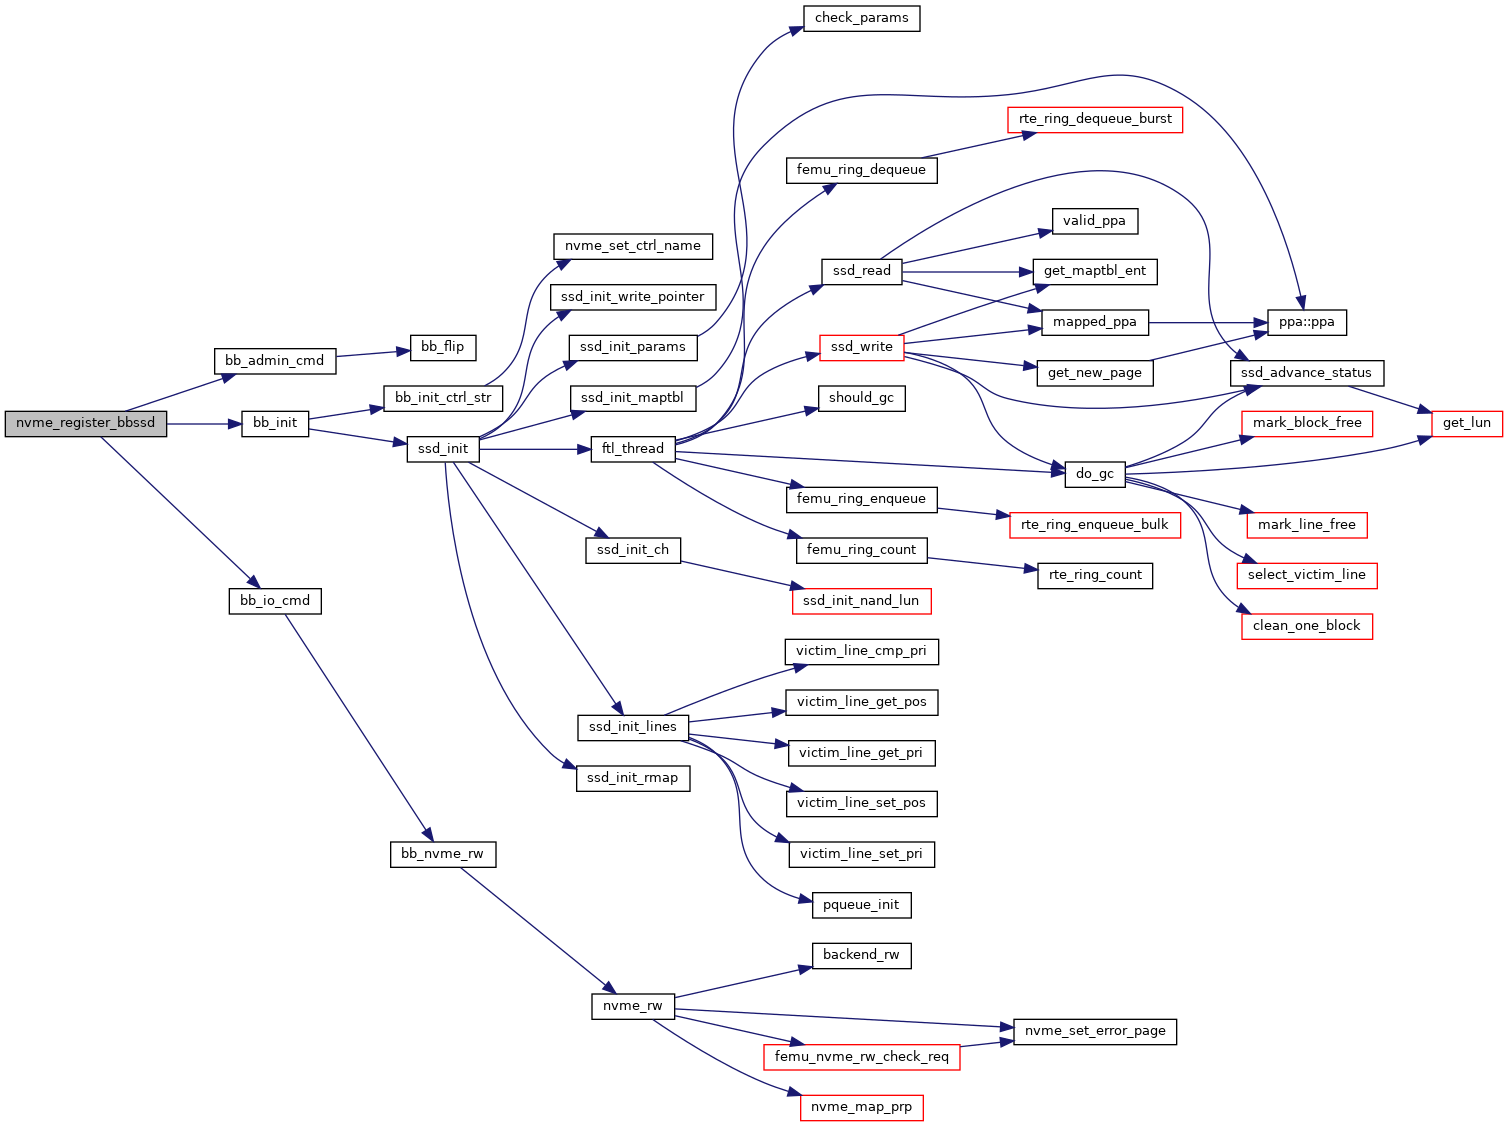 check_params
rte_ring_dequeue_burst
femu_ring_dequeue
valid_ppa
nvme_set_ctrl_name
ssd_read
get_maptbl_ent
ssd_init_write_pointer
mapped_ppa
ppa::ppa
bb_flip
ssd_init_params
ssd_write
bb_admin_cmd
get_new_page
ssd_advance_status
bb_init_ctrl_str
ssd_init_maptbl
should_gc
nvme_register_bbssd
bb_init
mark_block_free
get_lun
ssd_init
ftl_thread
do_gc
femu_ring_enqueue
rte_ring_enqueue_bulk
mark_line_free
ssd_init_ch
femu_ring_count
rte_ring_count
select_victim_line
bb_io_cmd
ssd_init_nand_lun
clean_one_block
victim_line_cmp_pri
victim_line_get_pos
ssd_init_lines
victim_line_get_pri
ssd_init_rmap
victim_line_set_pos
bb_nvme_rw
victim_line_set_pri
pqueue_init
backend_rw
nvme_rw
nvme_set_error_page
femu_nvme_rw_check_req
nvme_map_prp